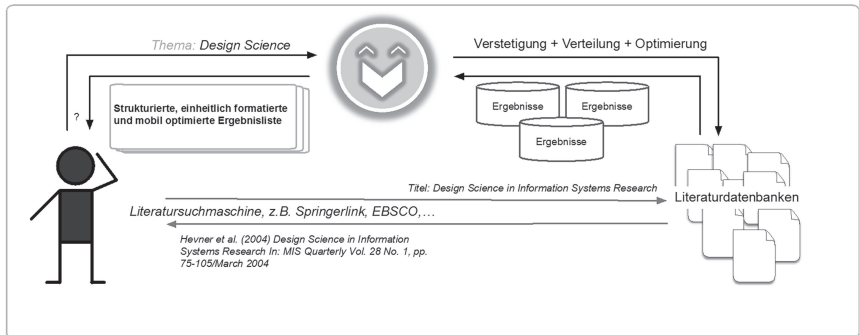 Thema: Design Science
Verstetigung + Verteilung + Optimierung
Strukturierte, einheitlich formatierte
und mobil optimierte Ergebnisliste
?
Ergebnisse
Ergebnisse
Ergebnisse
Titel: Design Science in Information Systems Research
Literaturdatenbanken
Literatursuchmaschine, z.B. Springerlink, EBSCO,…
Hevner et al. (2004) Design Science in Information
Systems Research In: MIS Quarterly Vol. 28 No. 1, pp.
75-105/March 2004